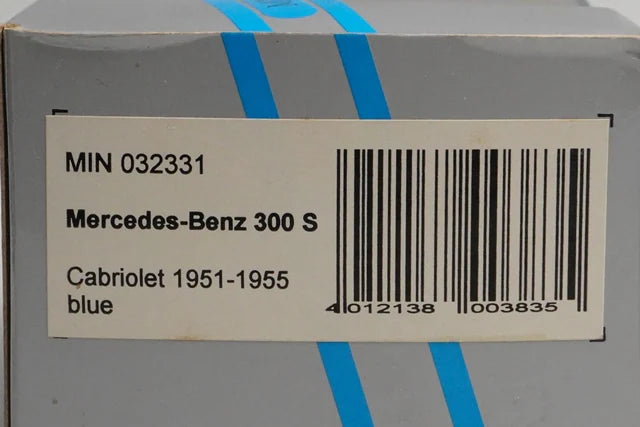 MIN 032331
Mercedes-Benz 300 S
Cabriolet 1951-1955
blue
4 012138 003835